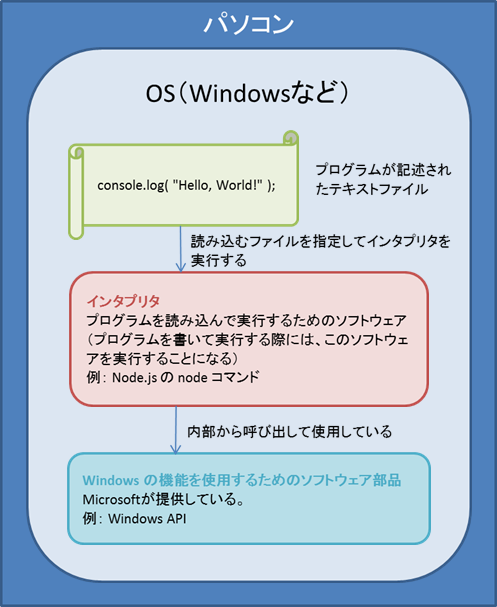 パソコン
OS（Windowsなど）
console.log( "Hello, World!" );
プログラムが記述され
たテキストファイル
読み込むファイルを指定してインタプリタを
実行する
インタプリタ
プログラムを読み込んで実行するためのソフトウェア
（プログラムを書いて実行する際には、このソフトウェ
アを実行することになる）
例： Node.js の node コマンド
内部から呼び出して使用している
Windows の機能を使用するためのソフトウェア部品
Microsoftが提供している。
例： Windows API